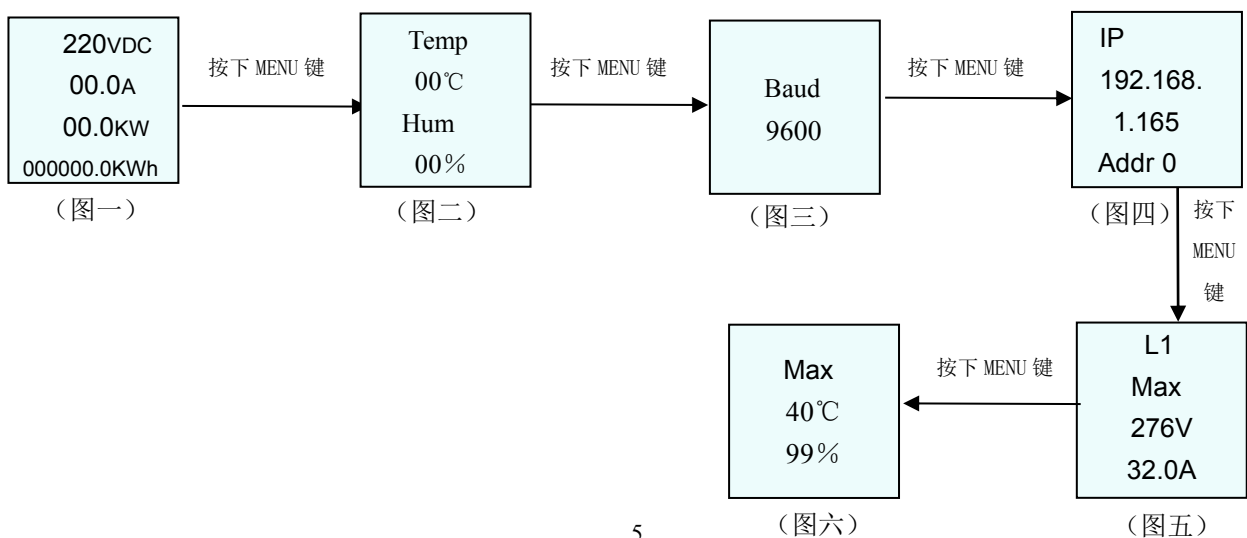 220VDC
00.0A
00.0KW
000000.0KWh
（图一）
按下 MENU 键
Temp
00℃
Hum
00％
（图二）
按下 MENU 键
Baud
9600
（图三）
按下 MENU 键
IP
192.168.
1.165
Addr 0
（图四）
按下
MENU
键
L1
Max
276V
32.0A
（图五）
按下 MENU 键
Max
40℃
99％
（图六）
5